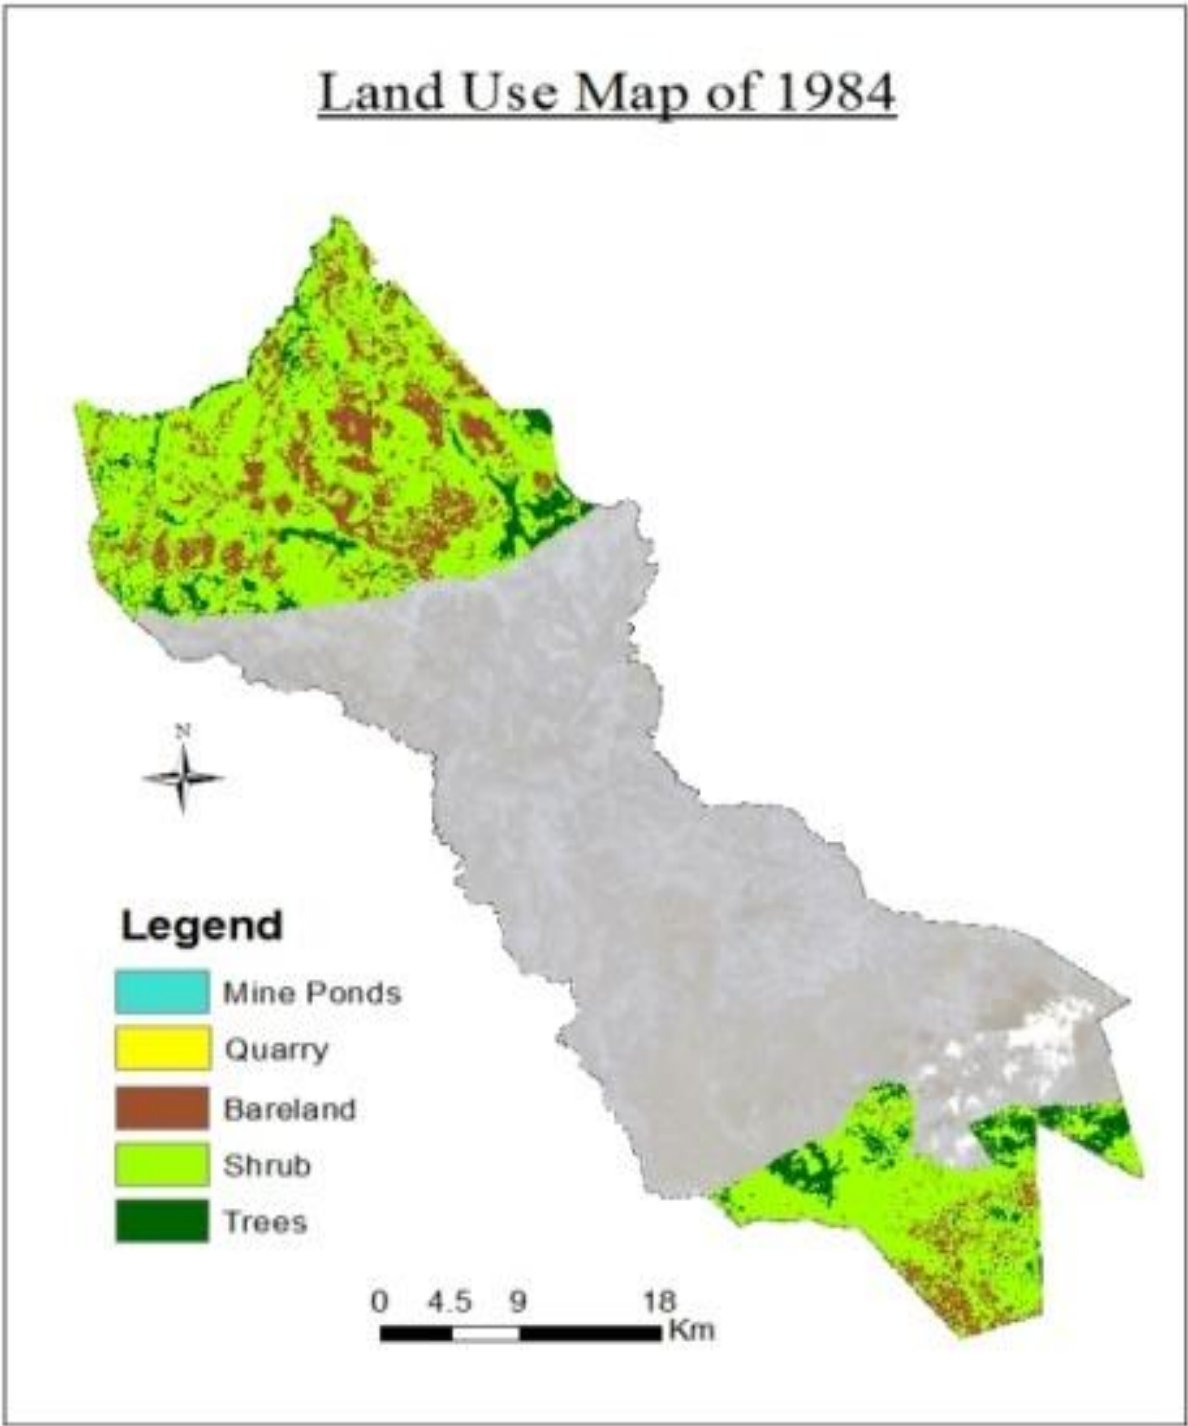 Land Use Map of 1984
N
Legend
Mine Ponds
Quarry
Bareland
Shrub
Trees
0 4.5 9 18
Km